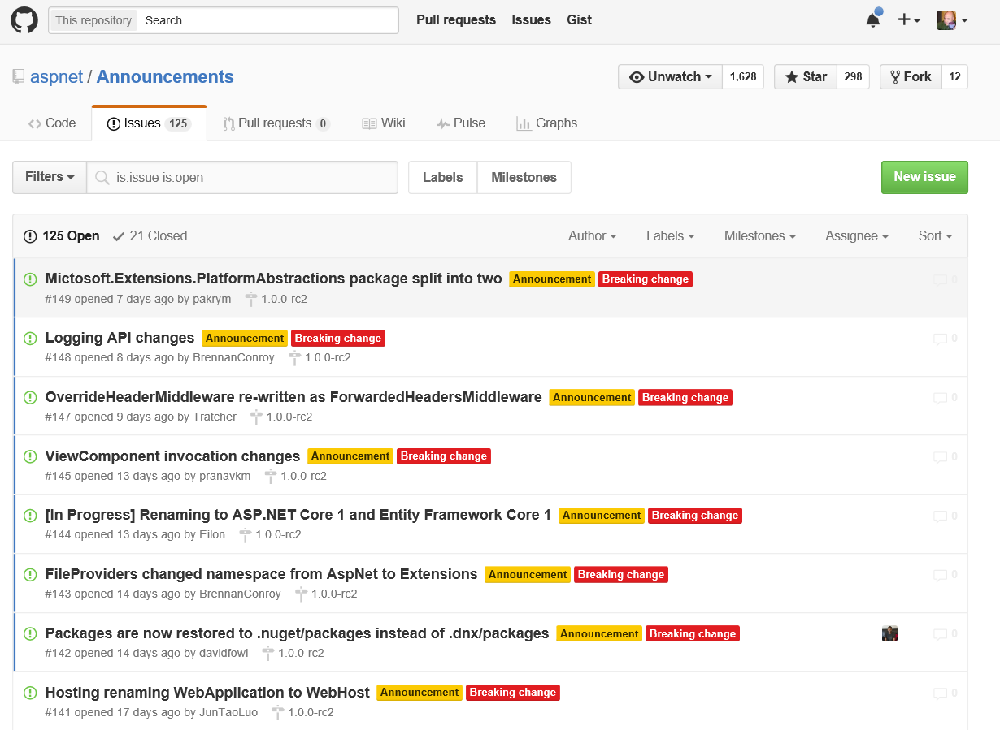 This repository Search Pull requests Issues Gist
aspnet / Announcements Unwatch 1,628 Star 298 Fork 12
Code Issues 125 Pull requests 0 Wiki Pulse Graphs
Filters is:issue is:open Labels Milestones New issue
125 Open 21 Closed Author Labels Milestones Assignee Sort
Mictosoft.Extensions.PlatformAbstractions package split into two Announcement Breaking change 0
#149 opened 7 days ago by pakrym 1.0.0-rc2
Logging API changes Announcement Breaking change 0
#148 opened 8 days ago by BrennanConroy 1.0.0-rc2
OverrideHeaderMiddleware re-written as ForwardedHeadersMiddleware Announcement Breaking change 0
#147 opened 9 days ago by Tratcher 1.0.0-rc2
ViewComponent invocation changes Announcement Breaking change 0
#145 opened 13 days ago by pranavkm 1.0.0-rc2
[In Progress] Renaming to ASP.NET Core 1 and Entity Framework Core 1 Announcement Breaking change 0
#144 opened 13 days ago by Eilon 1.0.0-rc2
FileProviders changed namespace from AspNet to Extensions Announcement Breaking change 0
#143 opened 14 days ago by BrennanConroy 1.0.0-rc2
Packages are now restored to .nuget/packages instead of .dnx/packages Announcement Breaking change 0
#142 opened 14 days ago by davidfowl 1.0.0-rc2
Hosting renaming WebApplication to WebHost Announcement Breaking change 0
#141 opened 17 days ago by JunTaoLuo 1.0.0-rc2